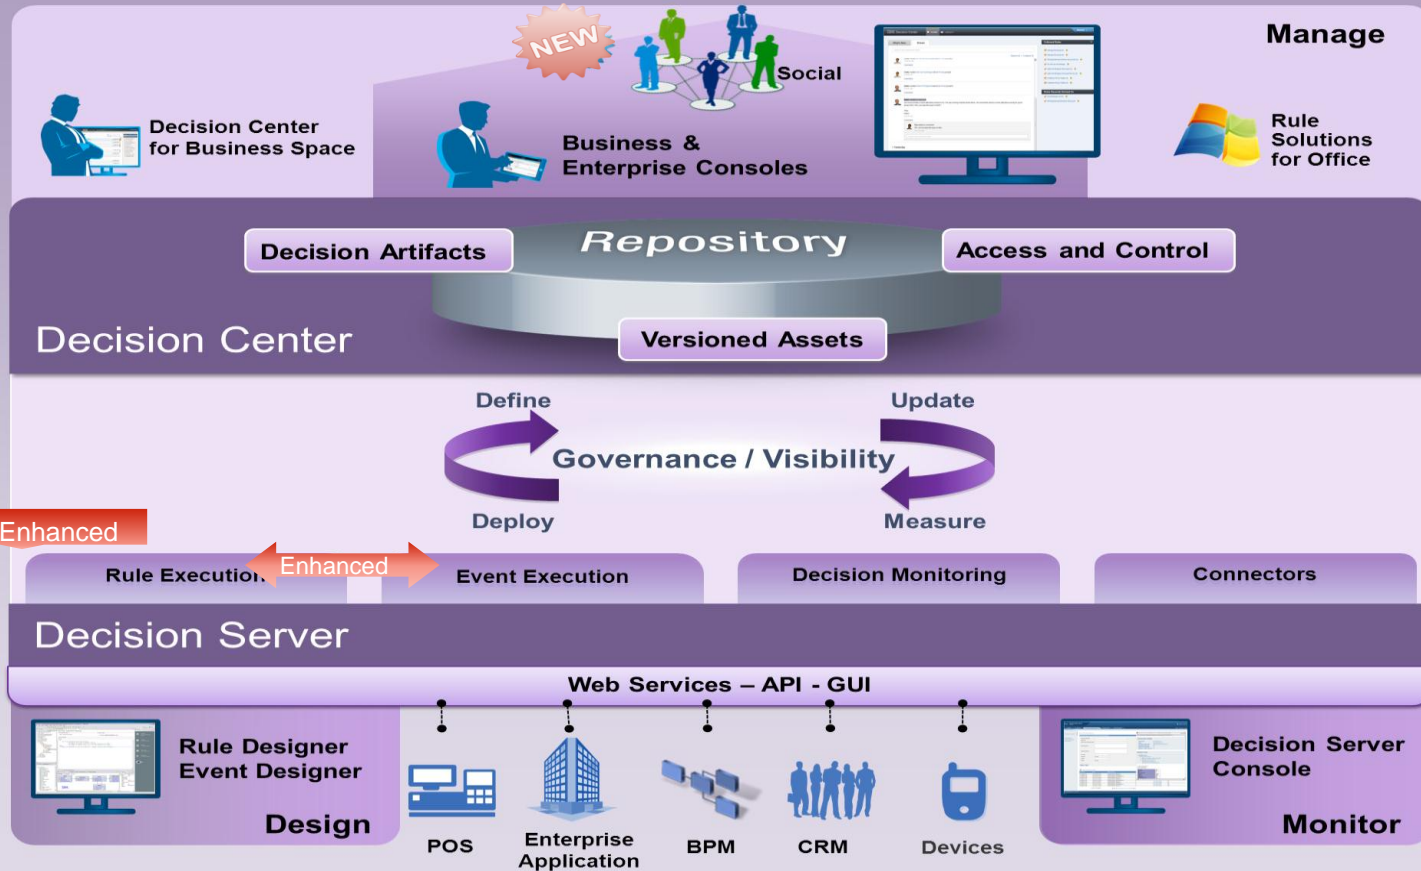 NEW
Social
Manage
Decision Center
for Business Space
Business &
Enterprise Consoles
Rule
Solutions
for Office
Repository
Decision Artifacts
Access and Control
Versioned Assets
Decision Center
Define
Update
Governance / Visibility
Deploy
Measure
Enhanced
Enhanced
Rule Execution
Event Execution
Decision Monitoring
Connectors
Decision Server
Web Services – API - GUI
Rule Designer
Event Designer
Design
POS
Enterprise
Application
BPM
CRM
Devices
Decision Server
Console
Monitor